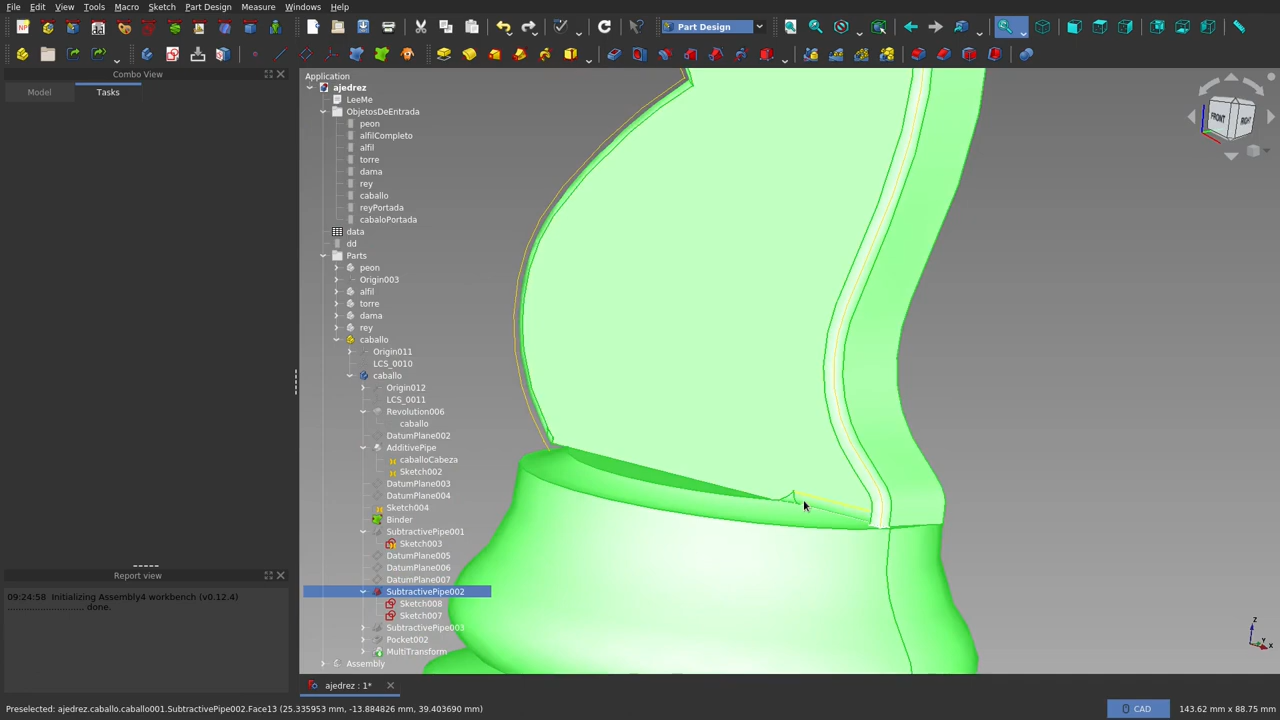 File Edit View Tools Macro Sketch Part Design Measure Windows Help
Part Design
Combo View
Model Tasks
Application
ajedrez
LeeMe
ObjetosDeEntrada
peon
alfilCompleto
alfil
torre
dama
rey
caballo
reyPortada
cabaloPortada
data
dd
Parts
peon
Origin003
alfil
torre
dama
rey
caballo
Origin011
LCS_0010
caballo
Origin012
LCS_0011
Revolution006
caballo
DatumPlane002
AdditivePipe
caballoCabeza
Sketch002
DatumPlane003
DatumPlane004
Sketch004
Binder
SubtractivePipe001
Sketch003
DatumPlane005
DatumPlane006
DatumPlane007
SubtractivePipe002
Sketch008
Sketch007
SubtractivePipe003
Pocket002
MultiTransform
Assembly
FRONT RIGHT
Z
Y
X
Report view
09:24:58 Initializing Assembly4 workbench (v0.12.4)
.................................. done.
ajedrez : 1*
Preselected: ajedrez.caballo.caballo001.SubtractivePipe002.Face13 (25.335953 mm, -13.884826 mm, 39.403690 mm)
CAD
143.62 mm × 88.75 mm